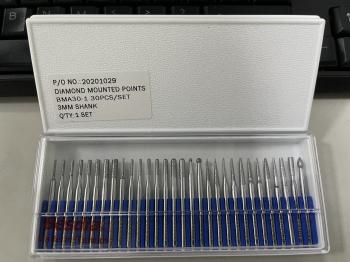 P/O NO.:20201029
DIAMOND MOUNTED POINTS
BMA30-1 30PCS/SET
3MM SHANK
Q'TY:1 SET